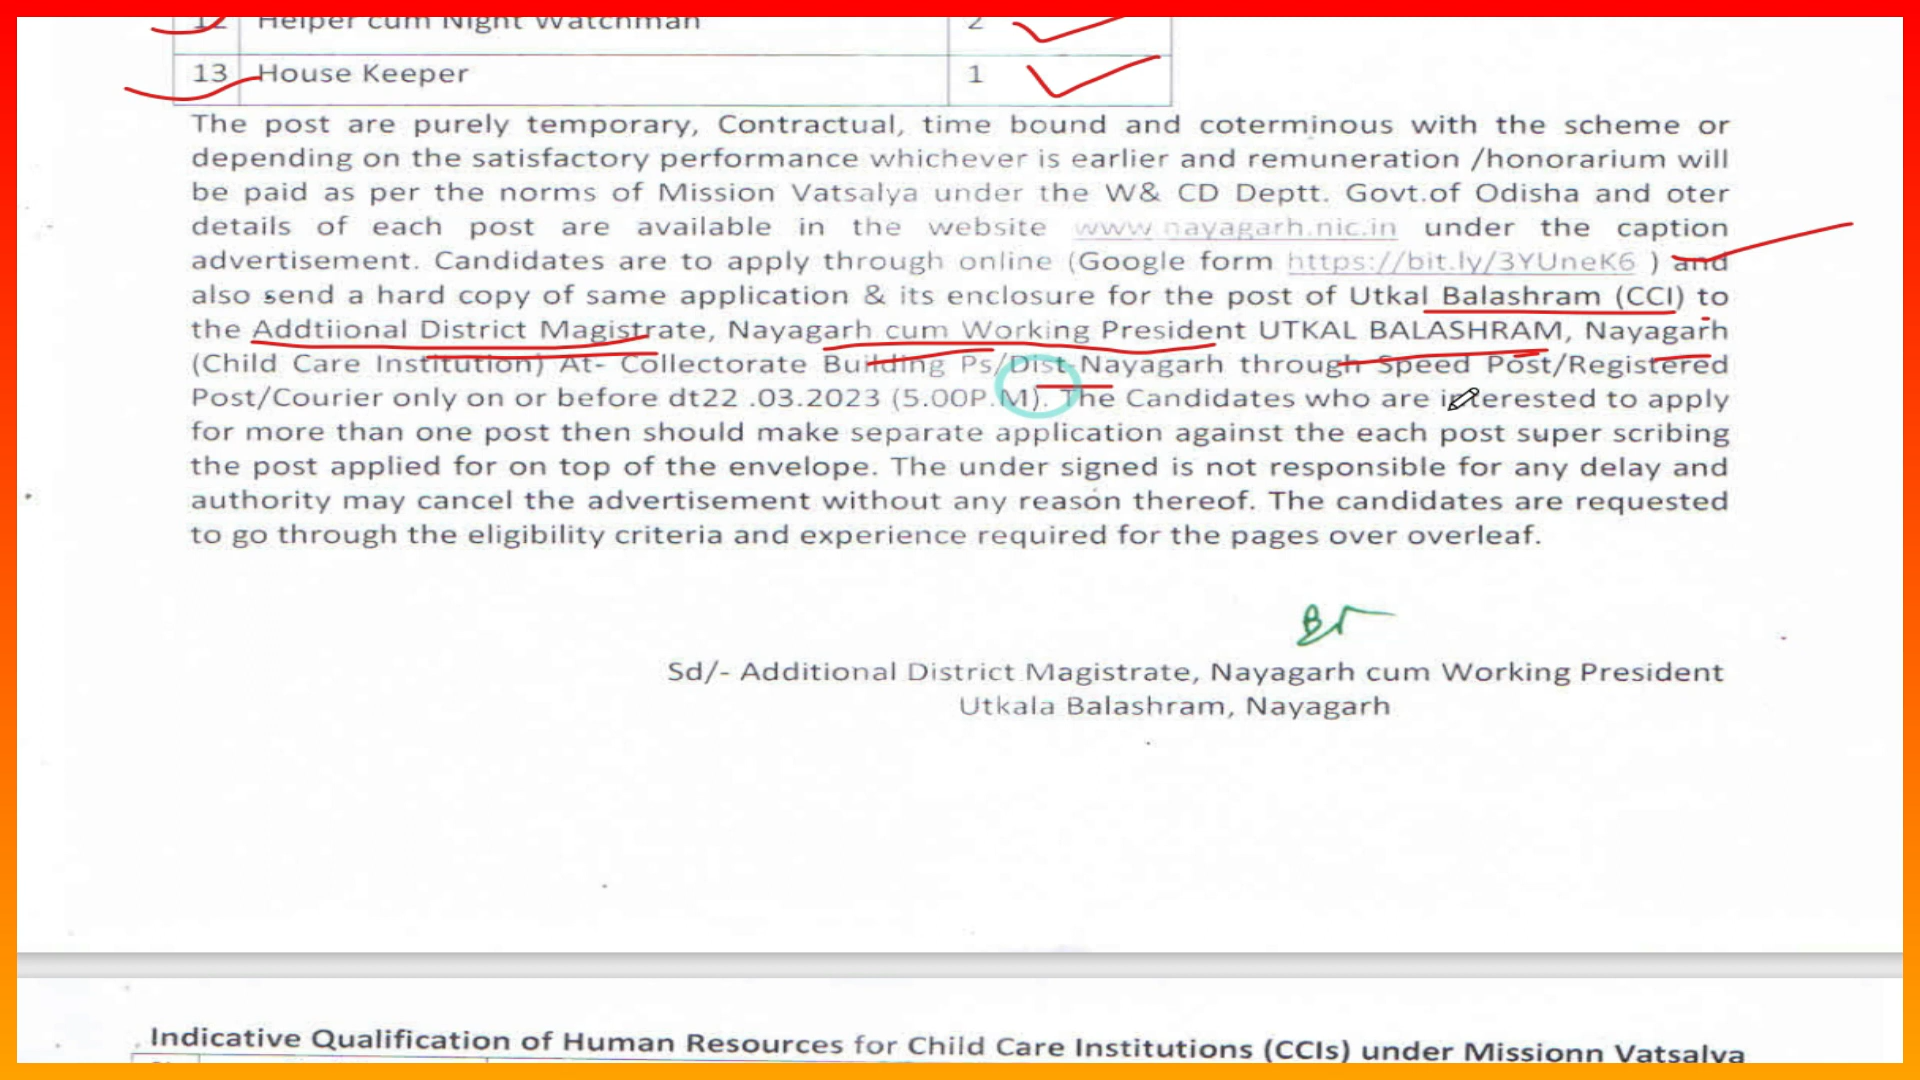 12 Helper cum Night Watchman 2
13 House Keeper 1
The post are purely temporary, Contractual, time bound and coterminous with the scheme or
depending on the satisfactory performance whichever is earlier and remuneration /honorarium will
be paid as per the norms of Mission Vatsalya under the W& CD Deptt. Govt.of Odisha and oter
details of each post are available in the website www.nayagarh.nic.in under the caption
advertisement. Candidates are to apply through online (Google form https://bit.ly/3YUneK6 ) and
also send a hard copy of same application & its enclosure for the post of Utkal Balashram (CCI) to
the Addtiional District Magistrate, Nayagarh cum Working President UTKAL BALASHRAM, Nayagarh
(Child Care Institution) At- Collectorate Building Ps/Dist-Nayagarh through Speed Post/Registered
Post/Courier only on or before dt22 .03.2023 (5.00P.M). The Candidates who are interested to apply
for more than one post then should make separate application against the each post super scribing
the post applied for on top of the envelope. The under signed is not responsible for any delay and
authority may cancel the advertisement without any reason thereof. The candidates are requested
to go through the eligibility criteria and experience required for the pages over overleaf.
Sd/- Additional District Magistrate, Nayagarh cum Working President
Utkala Balashram, Nayagarh
Indicative Qualification of Human Resources for Child Care Institutions (CCIs) under Missionn Vatsalya